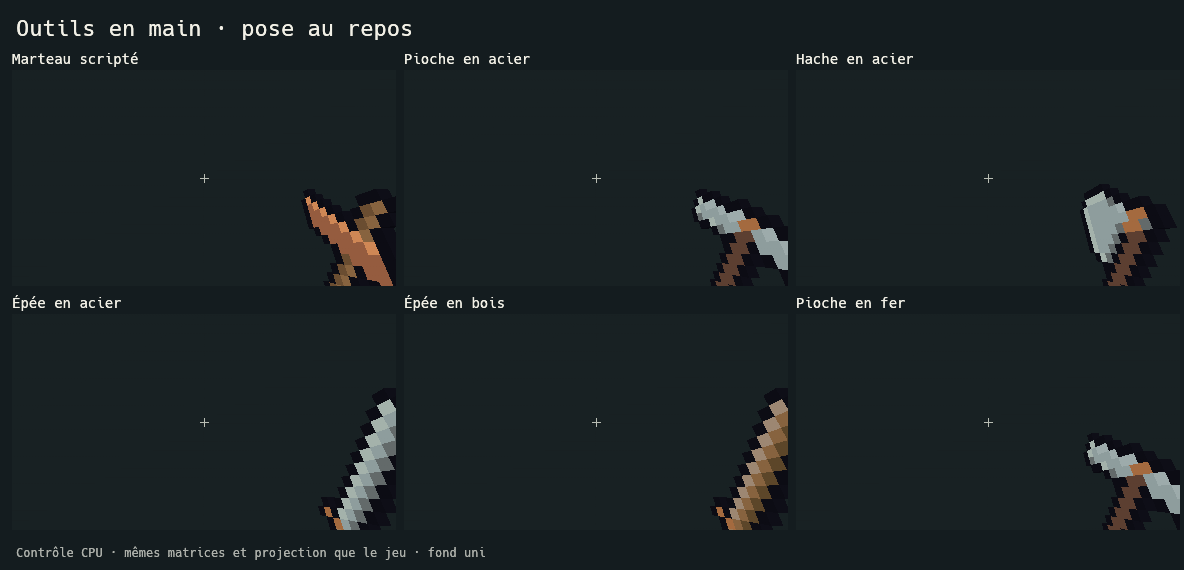 Outils en main · pose au repos
Marteau scripté
Pioche en acier
Hache en acier
Épée en acier
Épée en bois
Pioche en fer
Contrôle CPU · mêmes matrices et projection que le jeu · fond uni